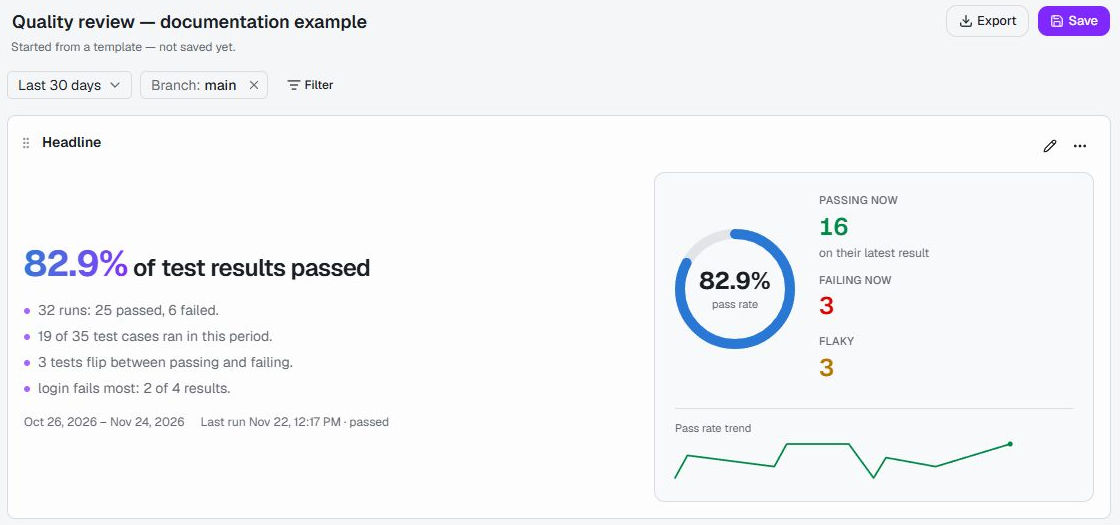 Quality review — documentation example
Export
Save
Started from a template — not saved yet.
Last 30 days
Branch: main
Filter
Headline
82.9% of test results passed
32 runs: 25 passed, 6 failed.
19 of 35 test cases ran in this period.
3 tests flip between passing and failing.
login fails most: 2 of 4 results.
Oct 26, 2026 – Nov 24, 2026 Last run Nov 22, 12:17 PM · passed
82.9%
pass rate
PASSING NOW
16
on their latest result
FAILING NOW
3
FLAKY
3
Pass rate trend